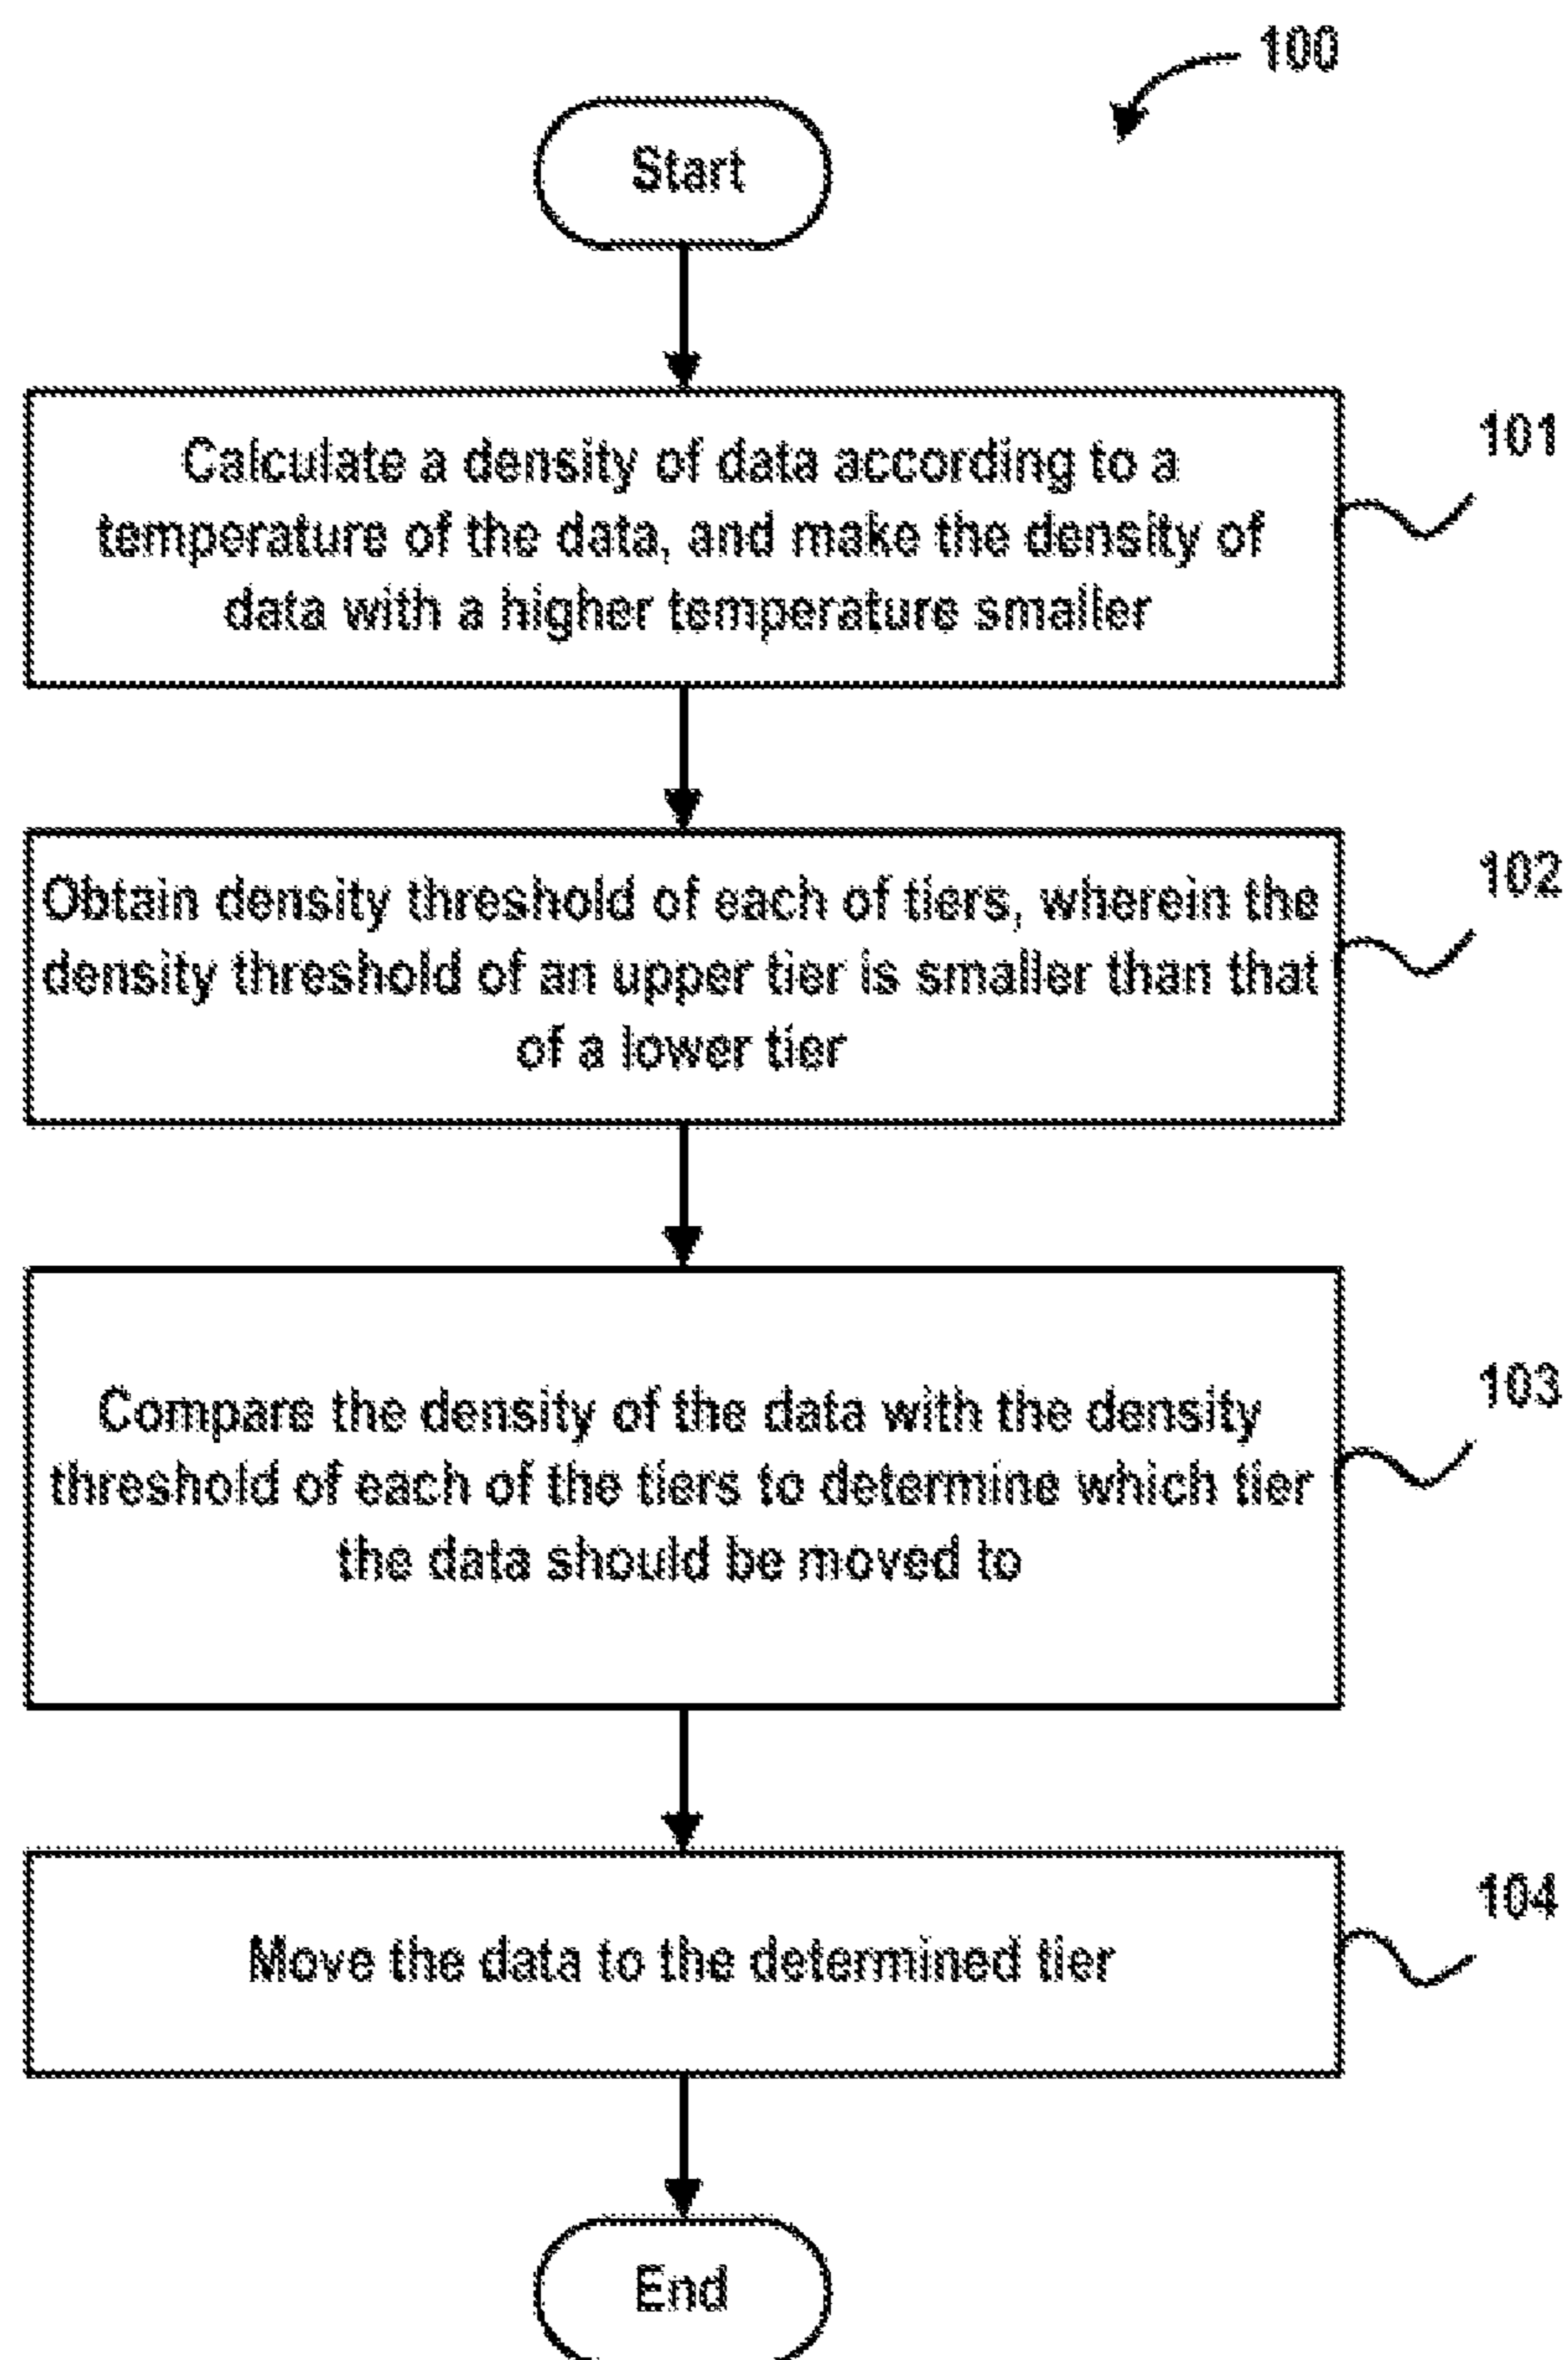 100
Start
Calculate a density of data according to a
temperature of the data, and make the density of
data with a higher temperature smaller
101
Obtain density threshold of each of tiers, wherein the
density threshold of an upper tier is smaller than that
of a lower tier
102
Compare the density of the data with the density
threshold of each of the tiers to determine which tier
the data should be moved to
103
Move the data to the determined tier
104
End